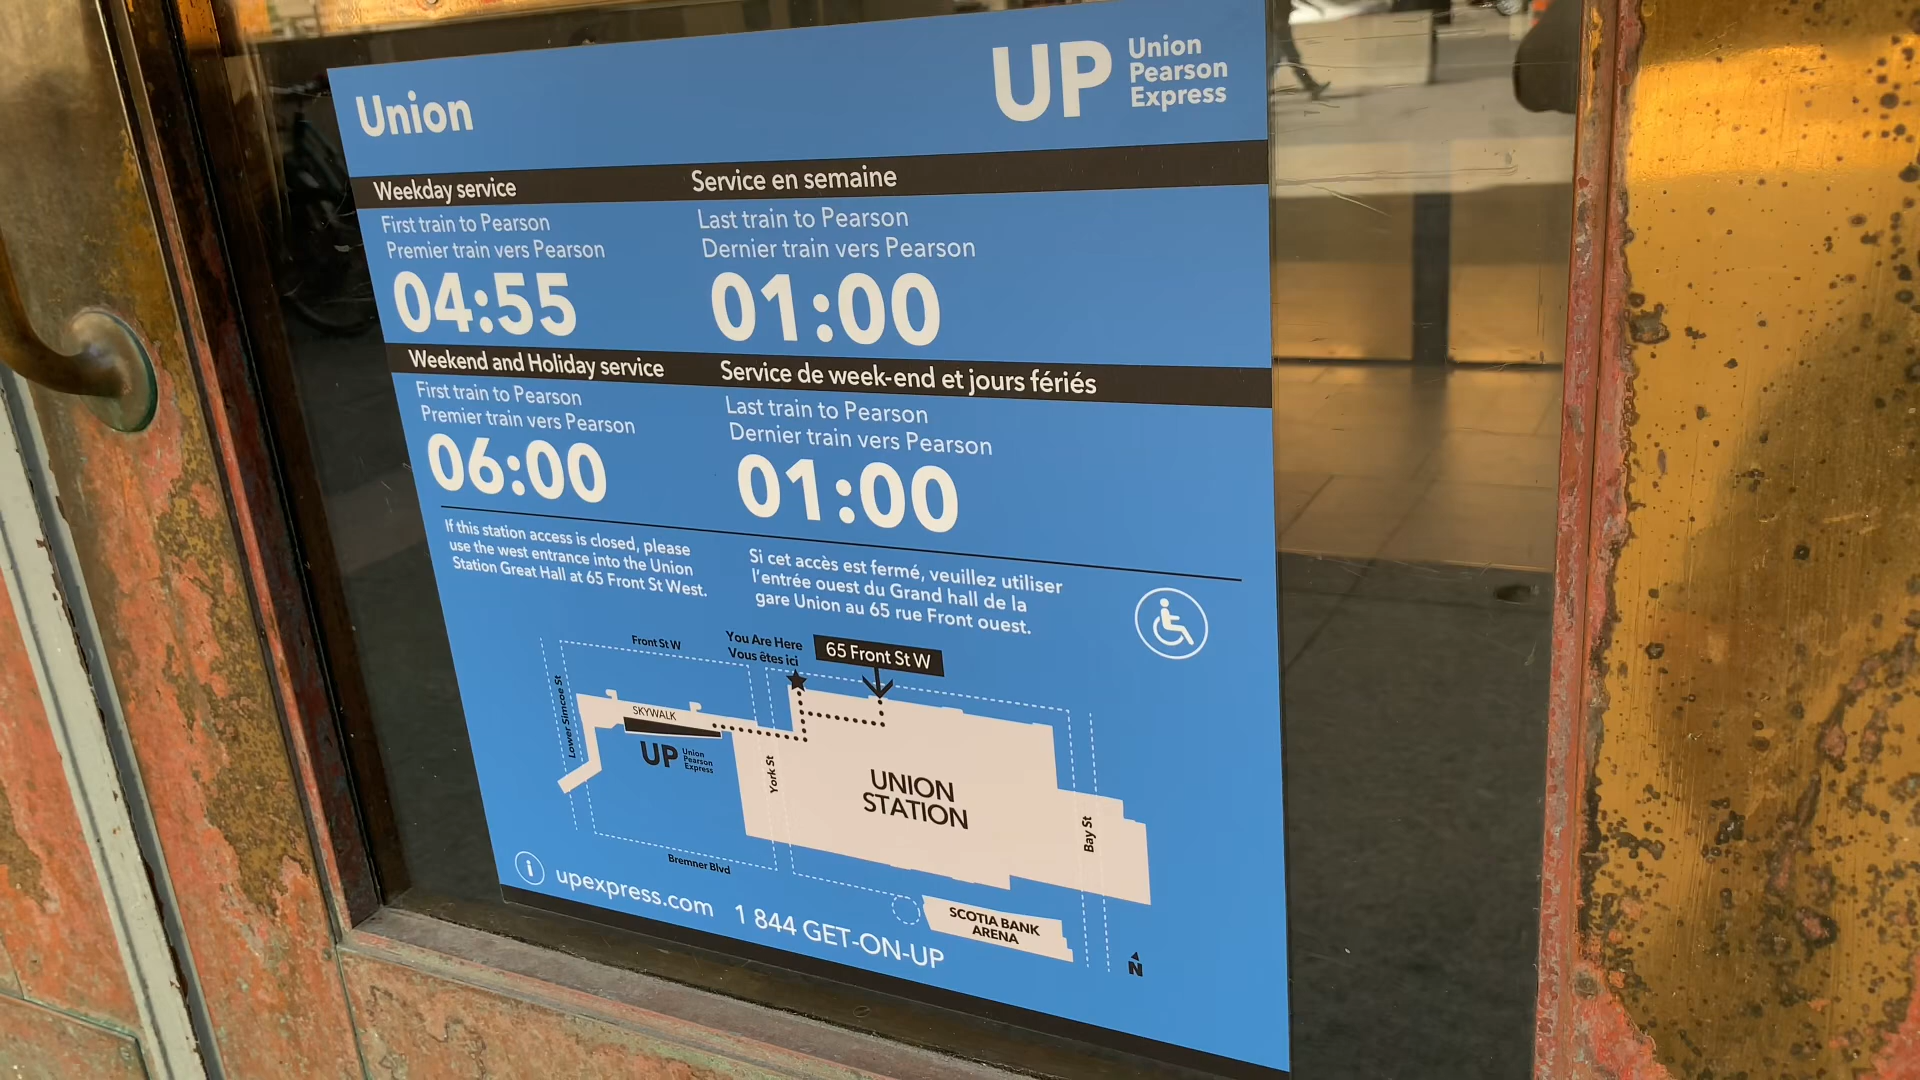 Union
UP Union
Pearson
Express
Weekday service
Service en semaine
First train to Pearson
Premier train vers Pearson
04:55
Last train to Pearson
Dernier train vers Pearson
01:00
Weekend and Holiday service
Service de week-end et jours fériés
First train to Pearson
Premier train vers Pearson
06:00
Last train to Pearson
Dernier train vers Pearson
01:00
If this station access is closed, please
use the west entrance into the Union
Station Great Hall at 65 Front St West.
Si cet accès est fermé, veuillez utiliser
l'entrée ouest du Grand hall de la
gare Union au 65 rue Front ouest.
Front St W
You Are Here
Vous êtes ici
65 Front St W
Lower Simcoe St
SKYWALK
UP Union
Pearson
Express
York St
UNION
STATION
Bay St
Bremner Blvd
SCOTIA BANK
ARENA
N
i upexpress.com 1 844 GET-ON-UP